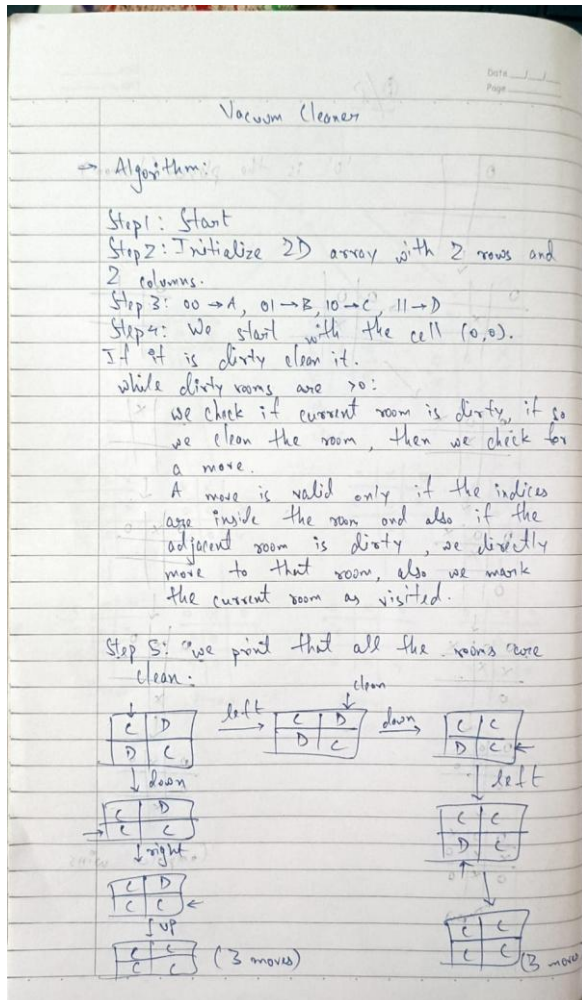 Date / /
Page
Vacuum Cleaner
→ Algorithm:
Step1: Start
Step2: Initialize 2D array with 2 rows and
2 columns.
Step 3: 00 → A, 01 → B, 10 → C, 11 → D
Step 4: We start with the cell (0,0).
If it is dirty clean it.
while dirty rooms are >0:
we check if current room is dirty, if so
we clean the room, then we check for
a move.
A move is valid only if the indices
are inside the room and also if the
adjacent room is dirty, we directly
move to that room, also we mark
the current room as visited.
Step 5: we print that all the rooms are
clean.
clean
C D left C D down C C
D C D C D C
down left
C D C C
C C D C
right
C D
C C
UP
C C (3 moves) C C (3 moves
C C C C